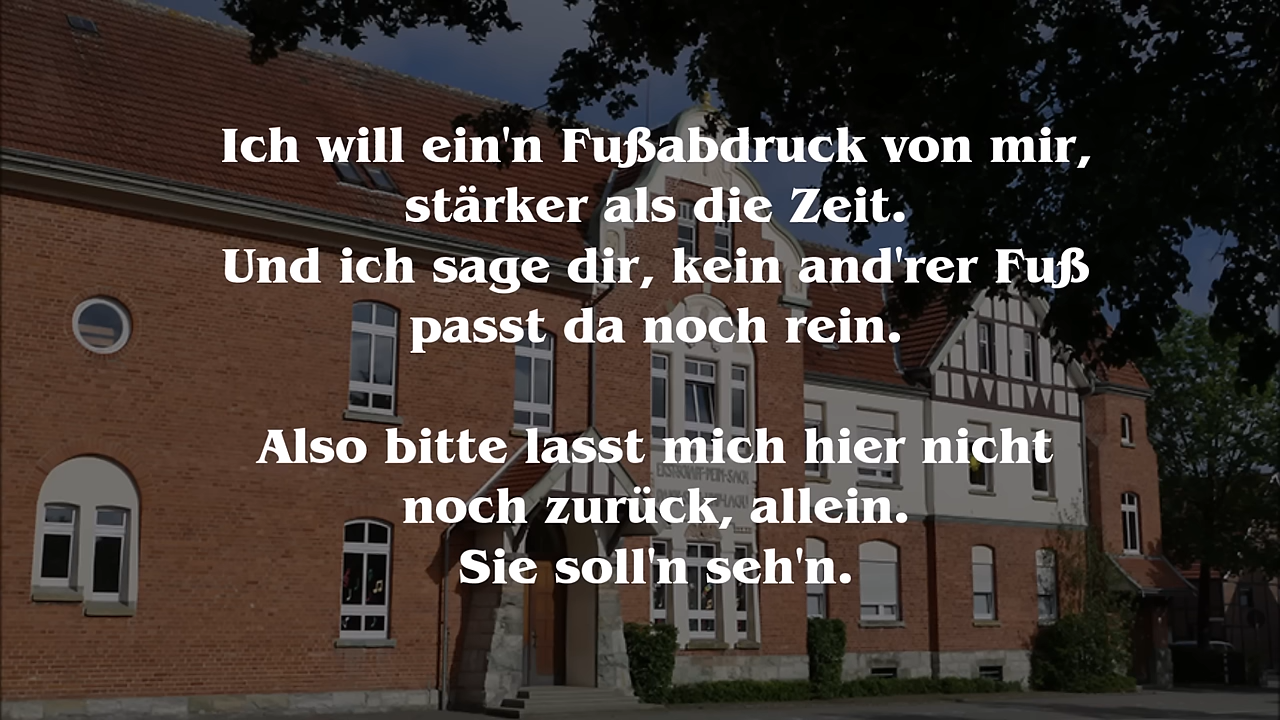 Ich will ein'n Fußabdruck von mir,
stärker als die Zeit.
Und ich sage dir, kein and'rer Fuß
passt da noch rein.
Also bitte lasst mich hier nicht
noch zurück, allein.
Sie soll'n seh'n.